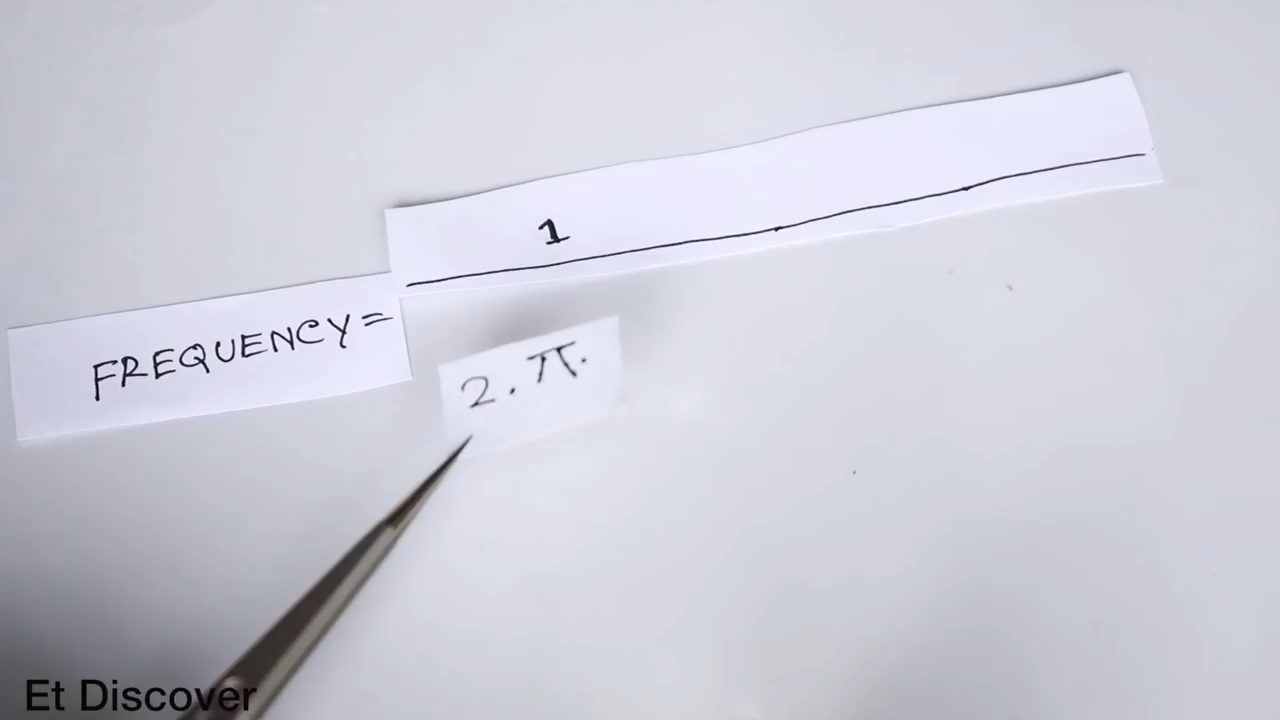 1
FREQUENCY=
2.π.
Et Discover